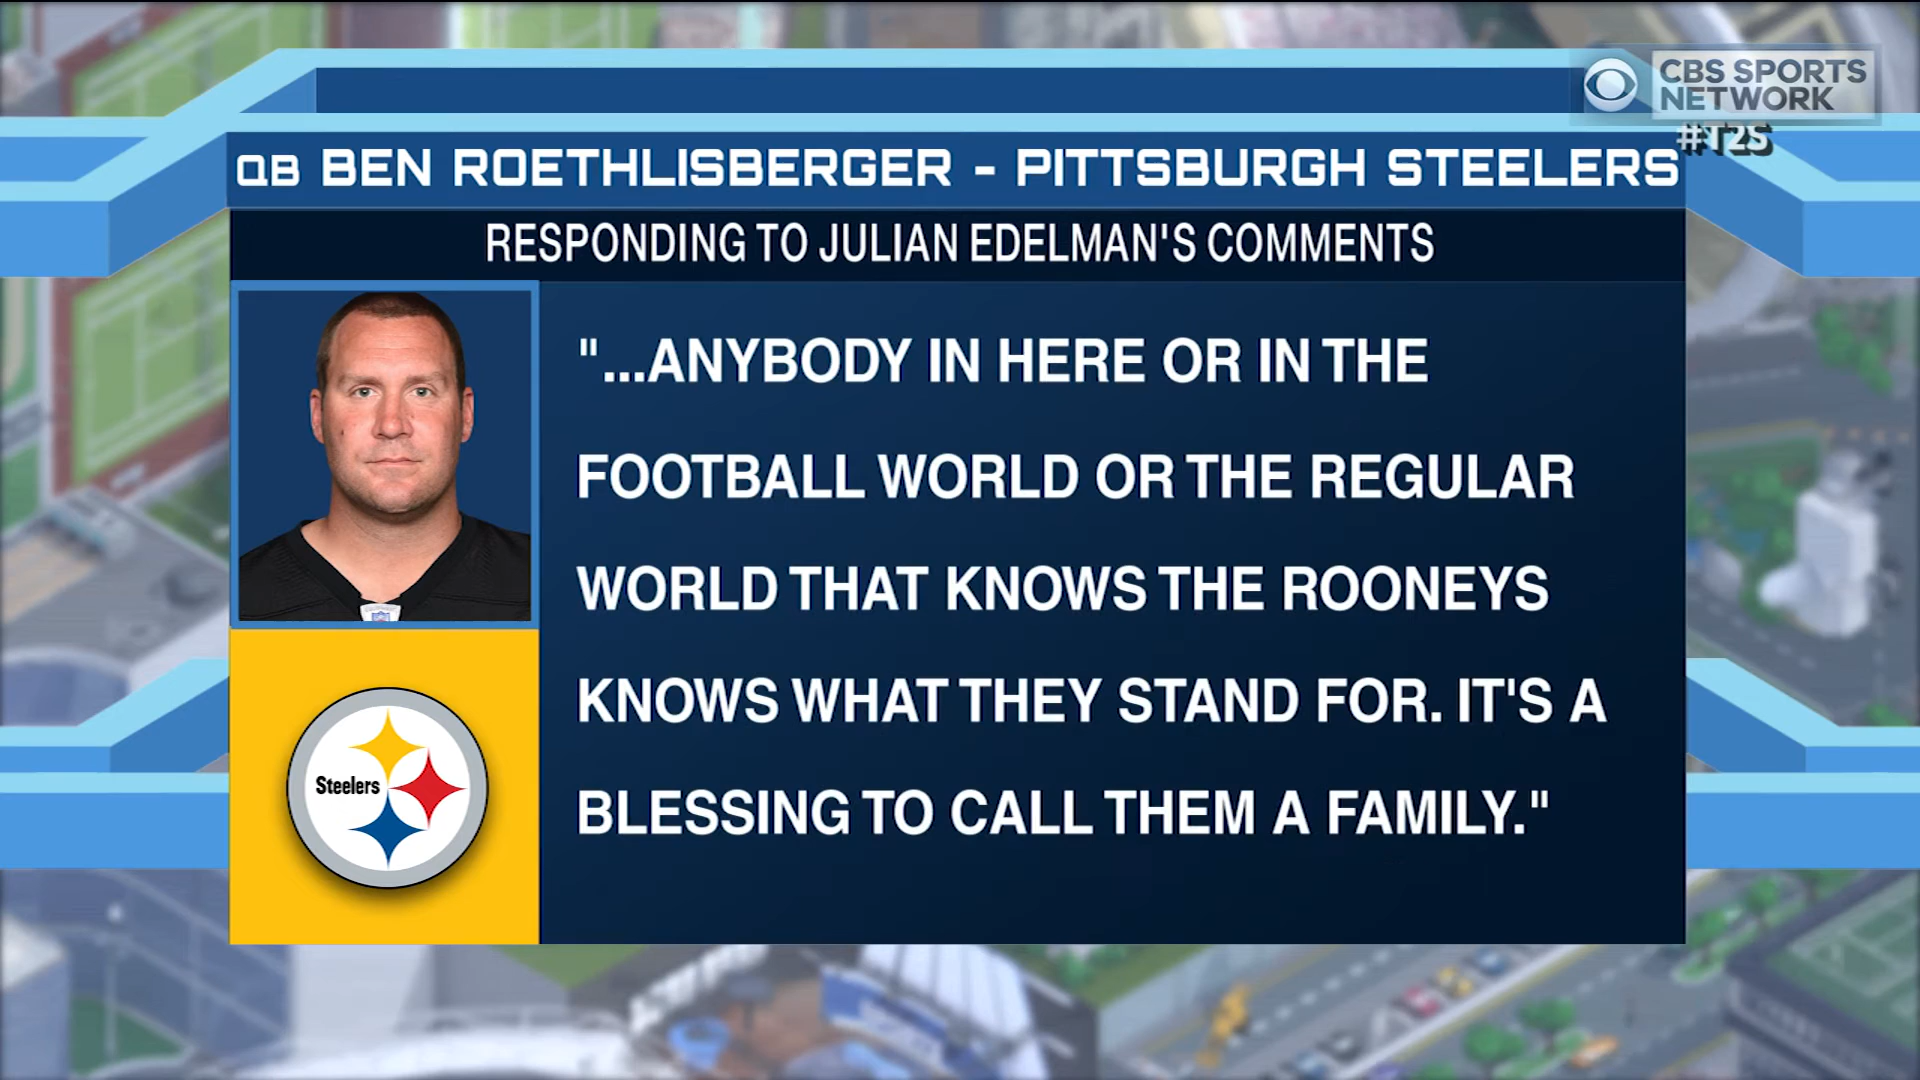 CBS SPORTS
NETWORK
#T2S
QB BEN ROETHLISBERGER - PITTSBURGH STEELERS
RESPONDING TO JULIAN EDELMAN'S COMMENTS
"...ANYBODY IN HERE OR IN THE
FOOTBALL WORLD OR THE REGULAR
WORLD THAT KNOWS THE ROONEYS
KNOWS WHAT THEY STAND FOR. IT'S A
BLESSING TO CALL THEM A FAMILY."
Steelers